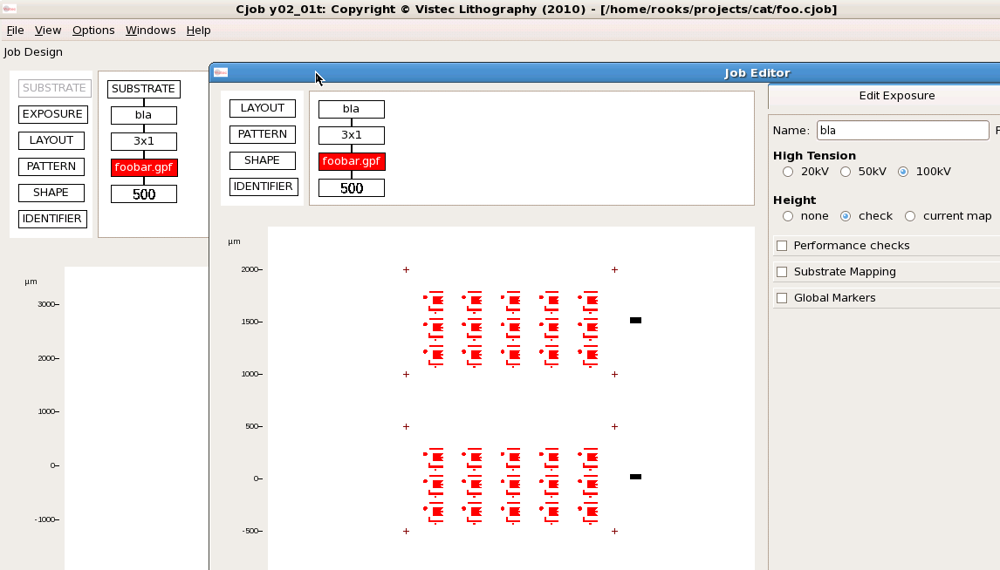 Cjob y02_01t: Copyright © Vistec Lithography (2010) - [/home/rooks/projects/cat/foo.cjob]
File View Options Windows Help
Job Design
SUBSTRATE
EXPOSURE
LAYOUT
PATTERN
SHAPE
IDENTIFIER
SUBSTRATE
bla
3x1
foobar.gpf
500
µm
3000
2000
1000
0
-1000
Job Editor
LAYOUT
PATTERN
SHAPE
IDENTIFIER
bla
3x1
foobar.gpf
500
µm
2000
1500
1000
500
0
-500
Edit Exposure
Name: bla
High Tension
20kV 50kV 100kV
Height
none check current map
Performance checks
Substrate Mapping
Global Markers